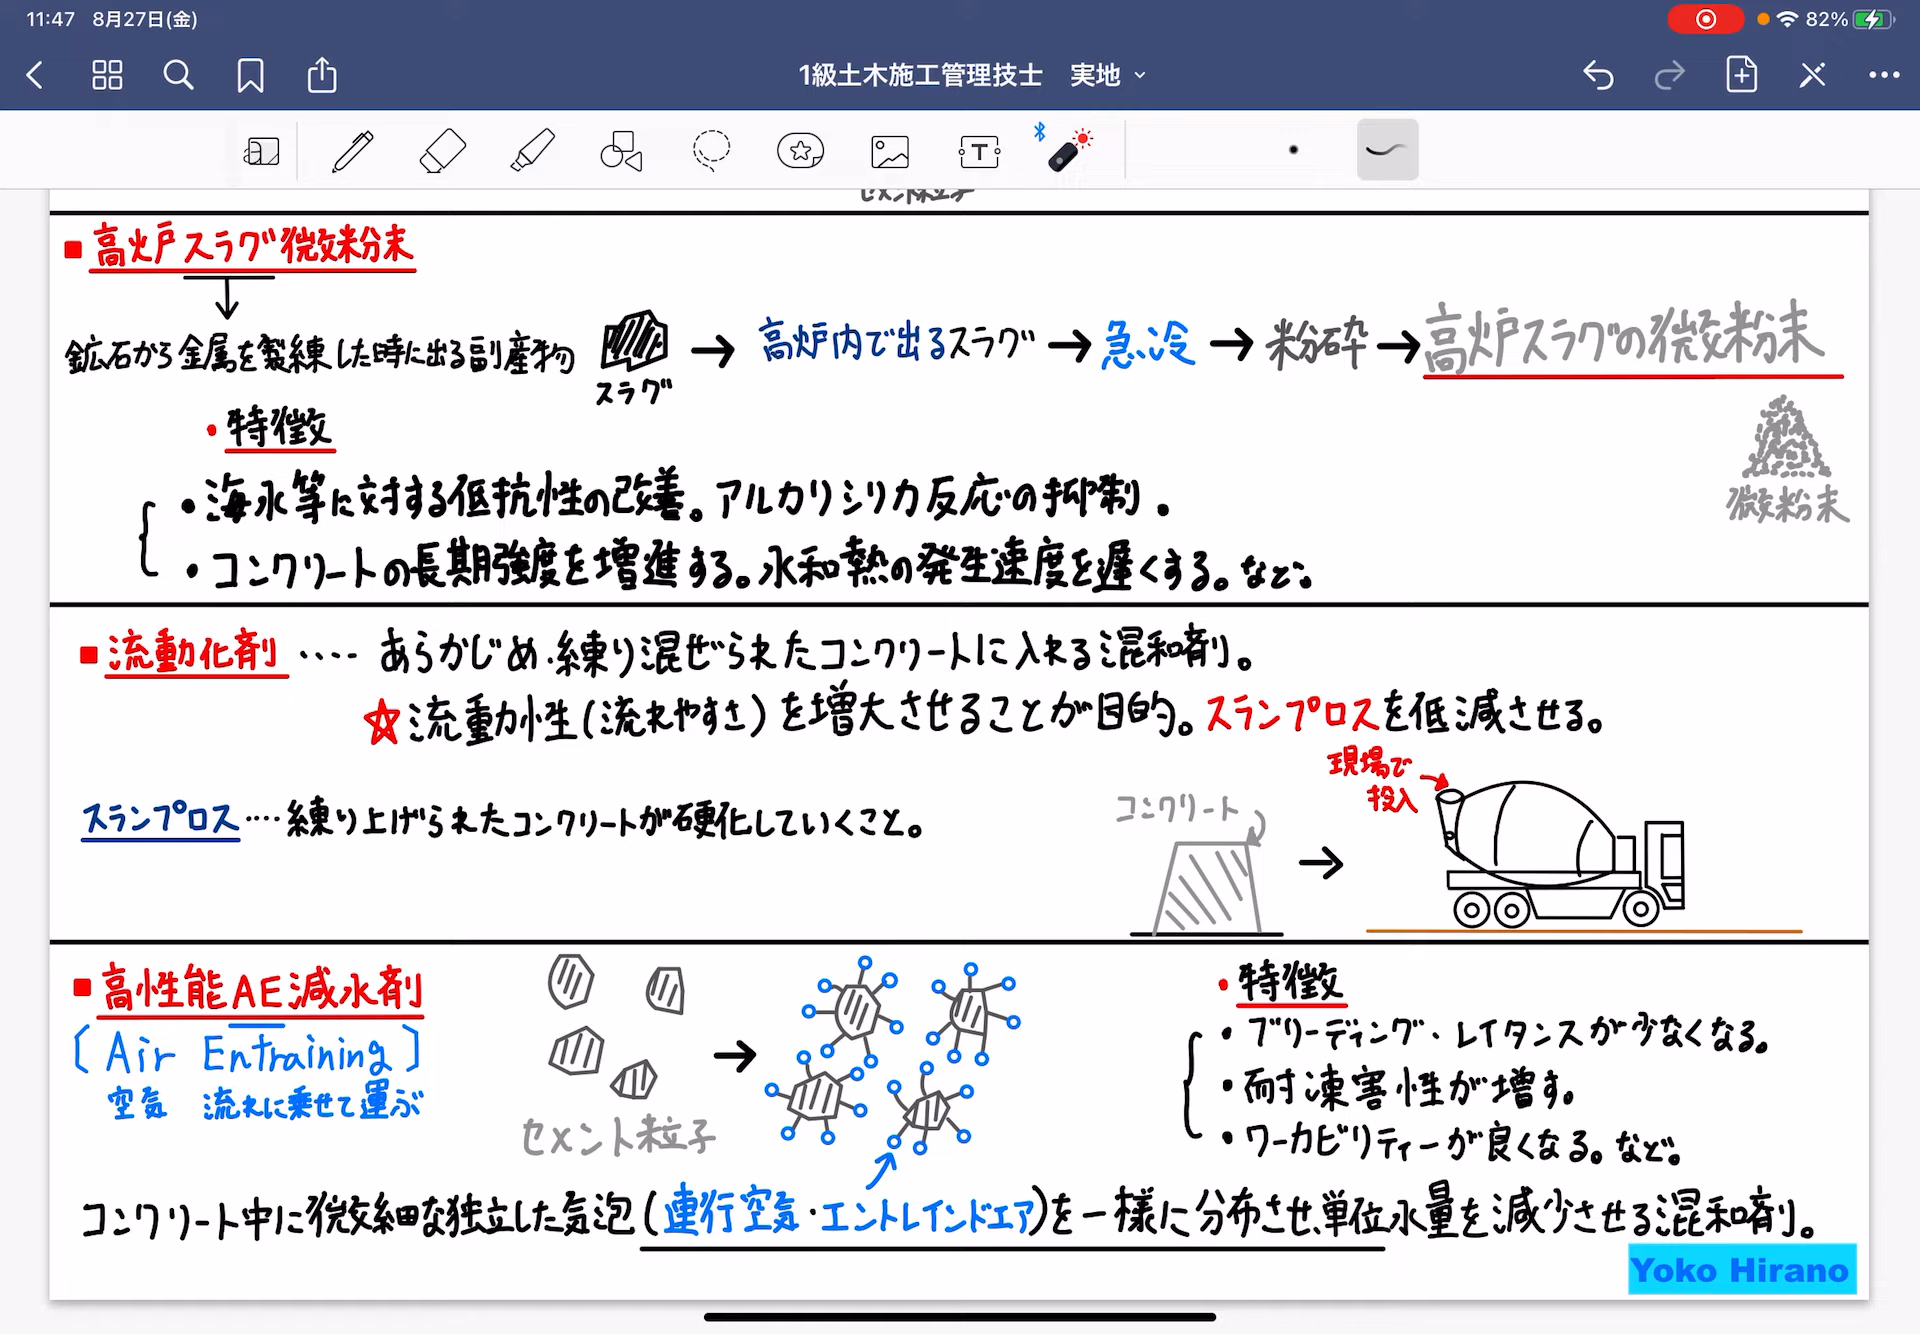 11:47 8月27日(金)
82%
1級土木施工管理技士 実地
T
■高炉スラグ微粉末
鉱石から金属を製練した時に出る副産物
スラグ
→ 高炉内で出るスラグ → 急冷 → 粉砕 → 高炉スラグの微粉末
微粉末
・特徴
・海水等に対する低抗性の改善。アルカリシリカ反応の抑制。
・コンクリートの長期強度を増進する。水和熱の発生速度を遅くする。など。
■流動化剤 ‥‥ あらかじめ練り混ぜられたコンクリートに入れる混和剤。
☆流動性(流れやすさ)を増大させることが目的。スランプロスを低減させる。
スランプロス‥‥練り上げられたコンクリートが硬化していくこと。
コンクリート
現場で
投入
■高性能AE減水剤
〔Air Entraining〕
空気 流れに乗せて運ぶ
セメント粒子
・特徴
・ブリーディング・レイタンスが少なくなる。
・耐凍害性が増す。
・ワーカビリティーが良くなる。など。
コンクリート中に微細な独立した気泡(連行空気・エントレインドエア)を一様に分布させ、単位水量を減少させる混和剤。
Yoko Hirano